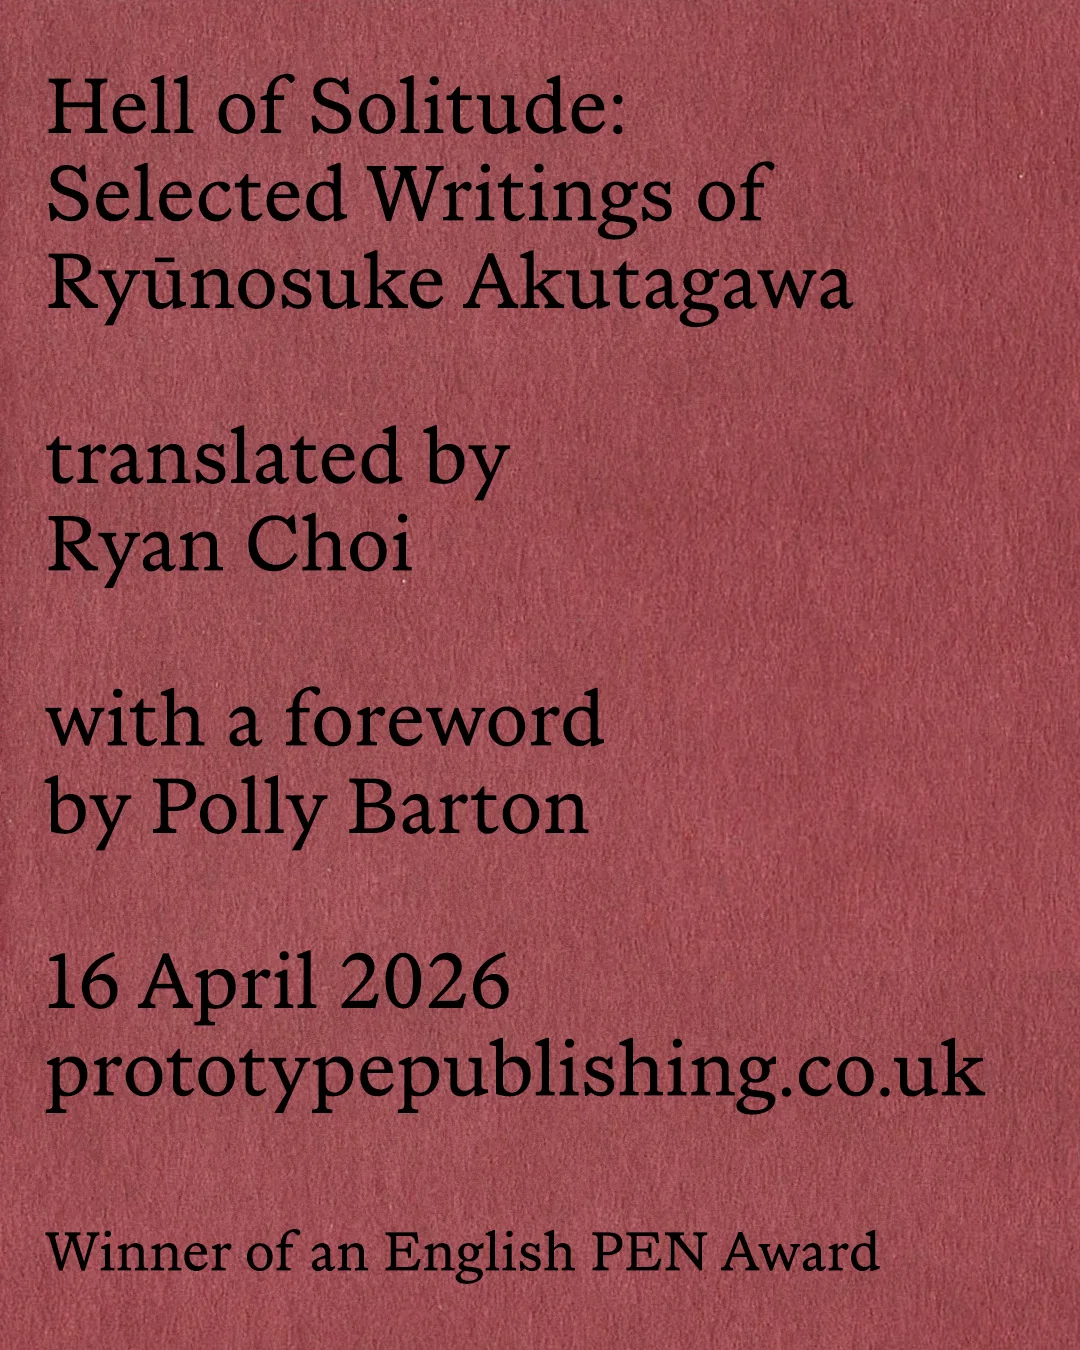 Hell of Solitude:
Selected Writings of
Ryūnosuke Akutagawa
translated by
Ryan Choi
with a foreword
by Polly Barton
16 April 2026
prototypepublishing.co.uk
Winner of an English PEN Award